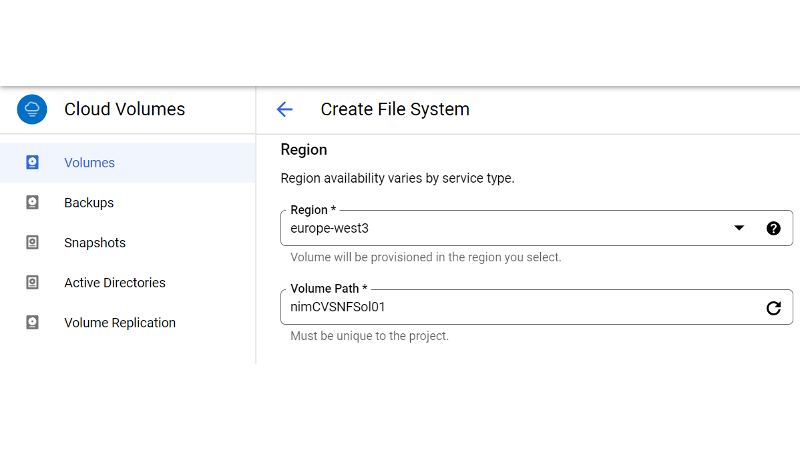 Cloud Volumes
Create File System
Volumes
Backups
Snapshots
Active Directories
Volume Replication
Region
Region availability varies by service type.
Region *
europe-west3
Volume will be provisioned in the region you select.
Volume Path *
nimCVSNFSol01
Must be unique to the project.